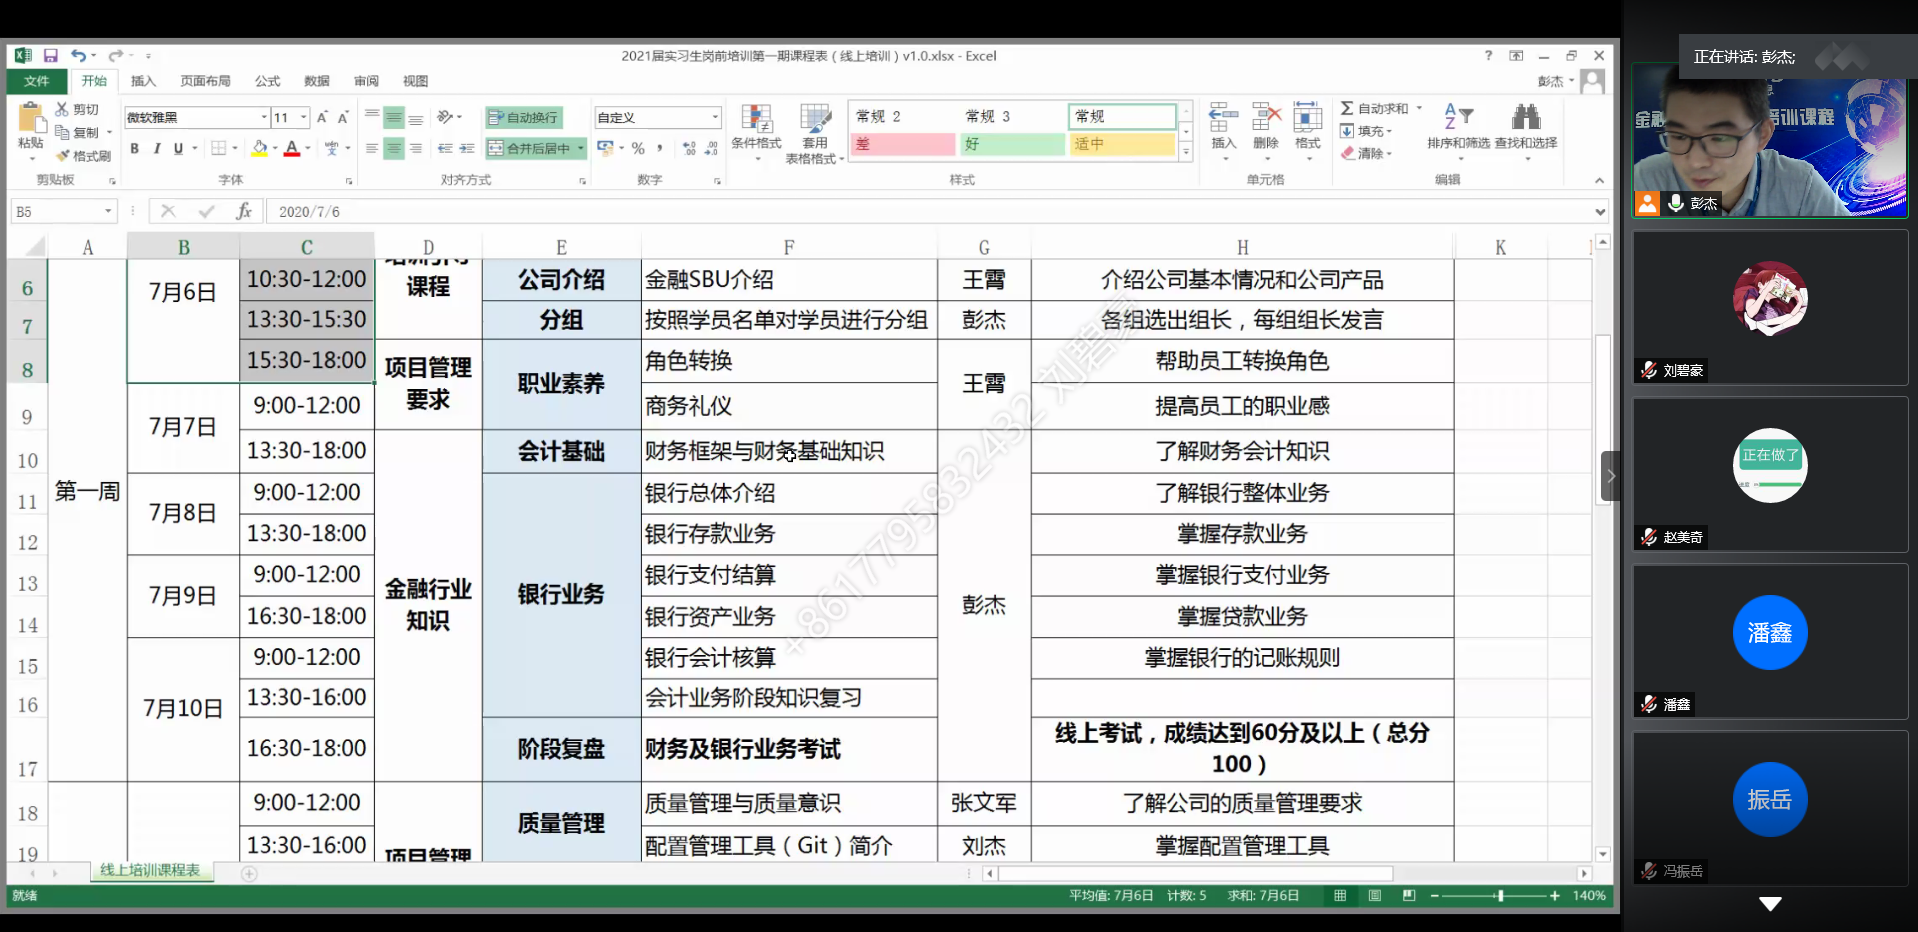 2021届实习生岗前培训第一期课程表（线上培训）v1.0.xlsx - Excel
正在讲话: 彭杰;
文件 开始 插入 页面布局 公式 数据 审阅 视图 彭杰
剪切 微软雅黑 11 自动换行 自定义 常规 2 常规 3 常规 自动求和
粘贴 复制 条件格式 套用 表格格式 插入 删除 格式 填充 排序和筛选 查找和选择
格式刷 B I U A 合并后居中 % 差 好 适中 清除
剪贴板 字体 对齐方式 数字 样式 单元格 编辑
B5 fx 2020/7/6
A B C D E F G H K
6 7月6日 10:30-12:00 课程 公司介绍 金融SBU介绍 王霄 介绍公司基本情况和公司产品
7 13:30-15:30 分组 按照学员名单对学员进行分组 彭杰 各组选出组长，每组组长发言
8 15:30-18:00 项目管理要求 职业素养 角色转换 王霄 帮助员工转换角色
9 7月7日 9:00-12:00 商务礼仪 提高员工的职业感
10 13:30-18:00 会计基础 财务框架与财务基础知识 了解财务会计知识
11 第一周 7月8日 9:00-12:00 银行总体介绍 了解银行整体业务
12 13:30-18:00 银行存款业务 掌握存款业务
13 7月9日 9:00-12:00 金融行业知识 银行业务 银行支付结算 彭杰 掌握银行支付业务
14 16:30-18:00 银行资产业务 掌握贷款业务
15 9:00-12:00 银行会计核算 掌握银行的记账规则
16 7月10日 13:30-16:00 会计业务阶段知识复习
17 16:30-18:00 阶段复盘 财务及银行业务考试 线上考试，成绩达到60分及以上（总分100）
18 9:00-12:00 质量管理 质量管理与质量意识 张文军 了解公司的质量管理要求
19 13:30-16:00 项目管理 配置管理工具（Git）简介 刘杰 掌握配置管理工具
+8617795832432 刘碧豪
线上培训课程表
就绪 平均值: 7月6日 计数: 5 求和: 7月6日 140%
金融 培训课程
彭杰
刘碧豪
正在做了
赵美奇
潘鑫
潘鑫
振岳
冯振岳